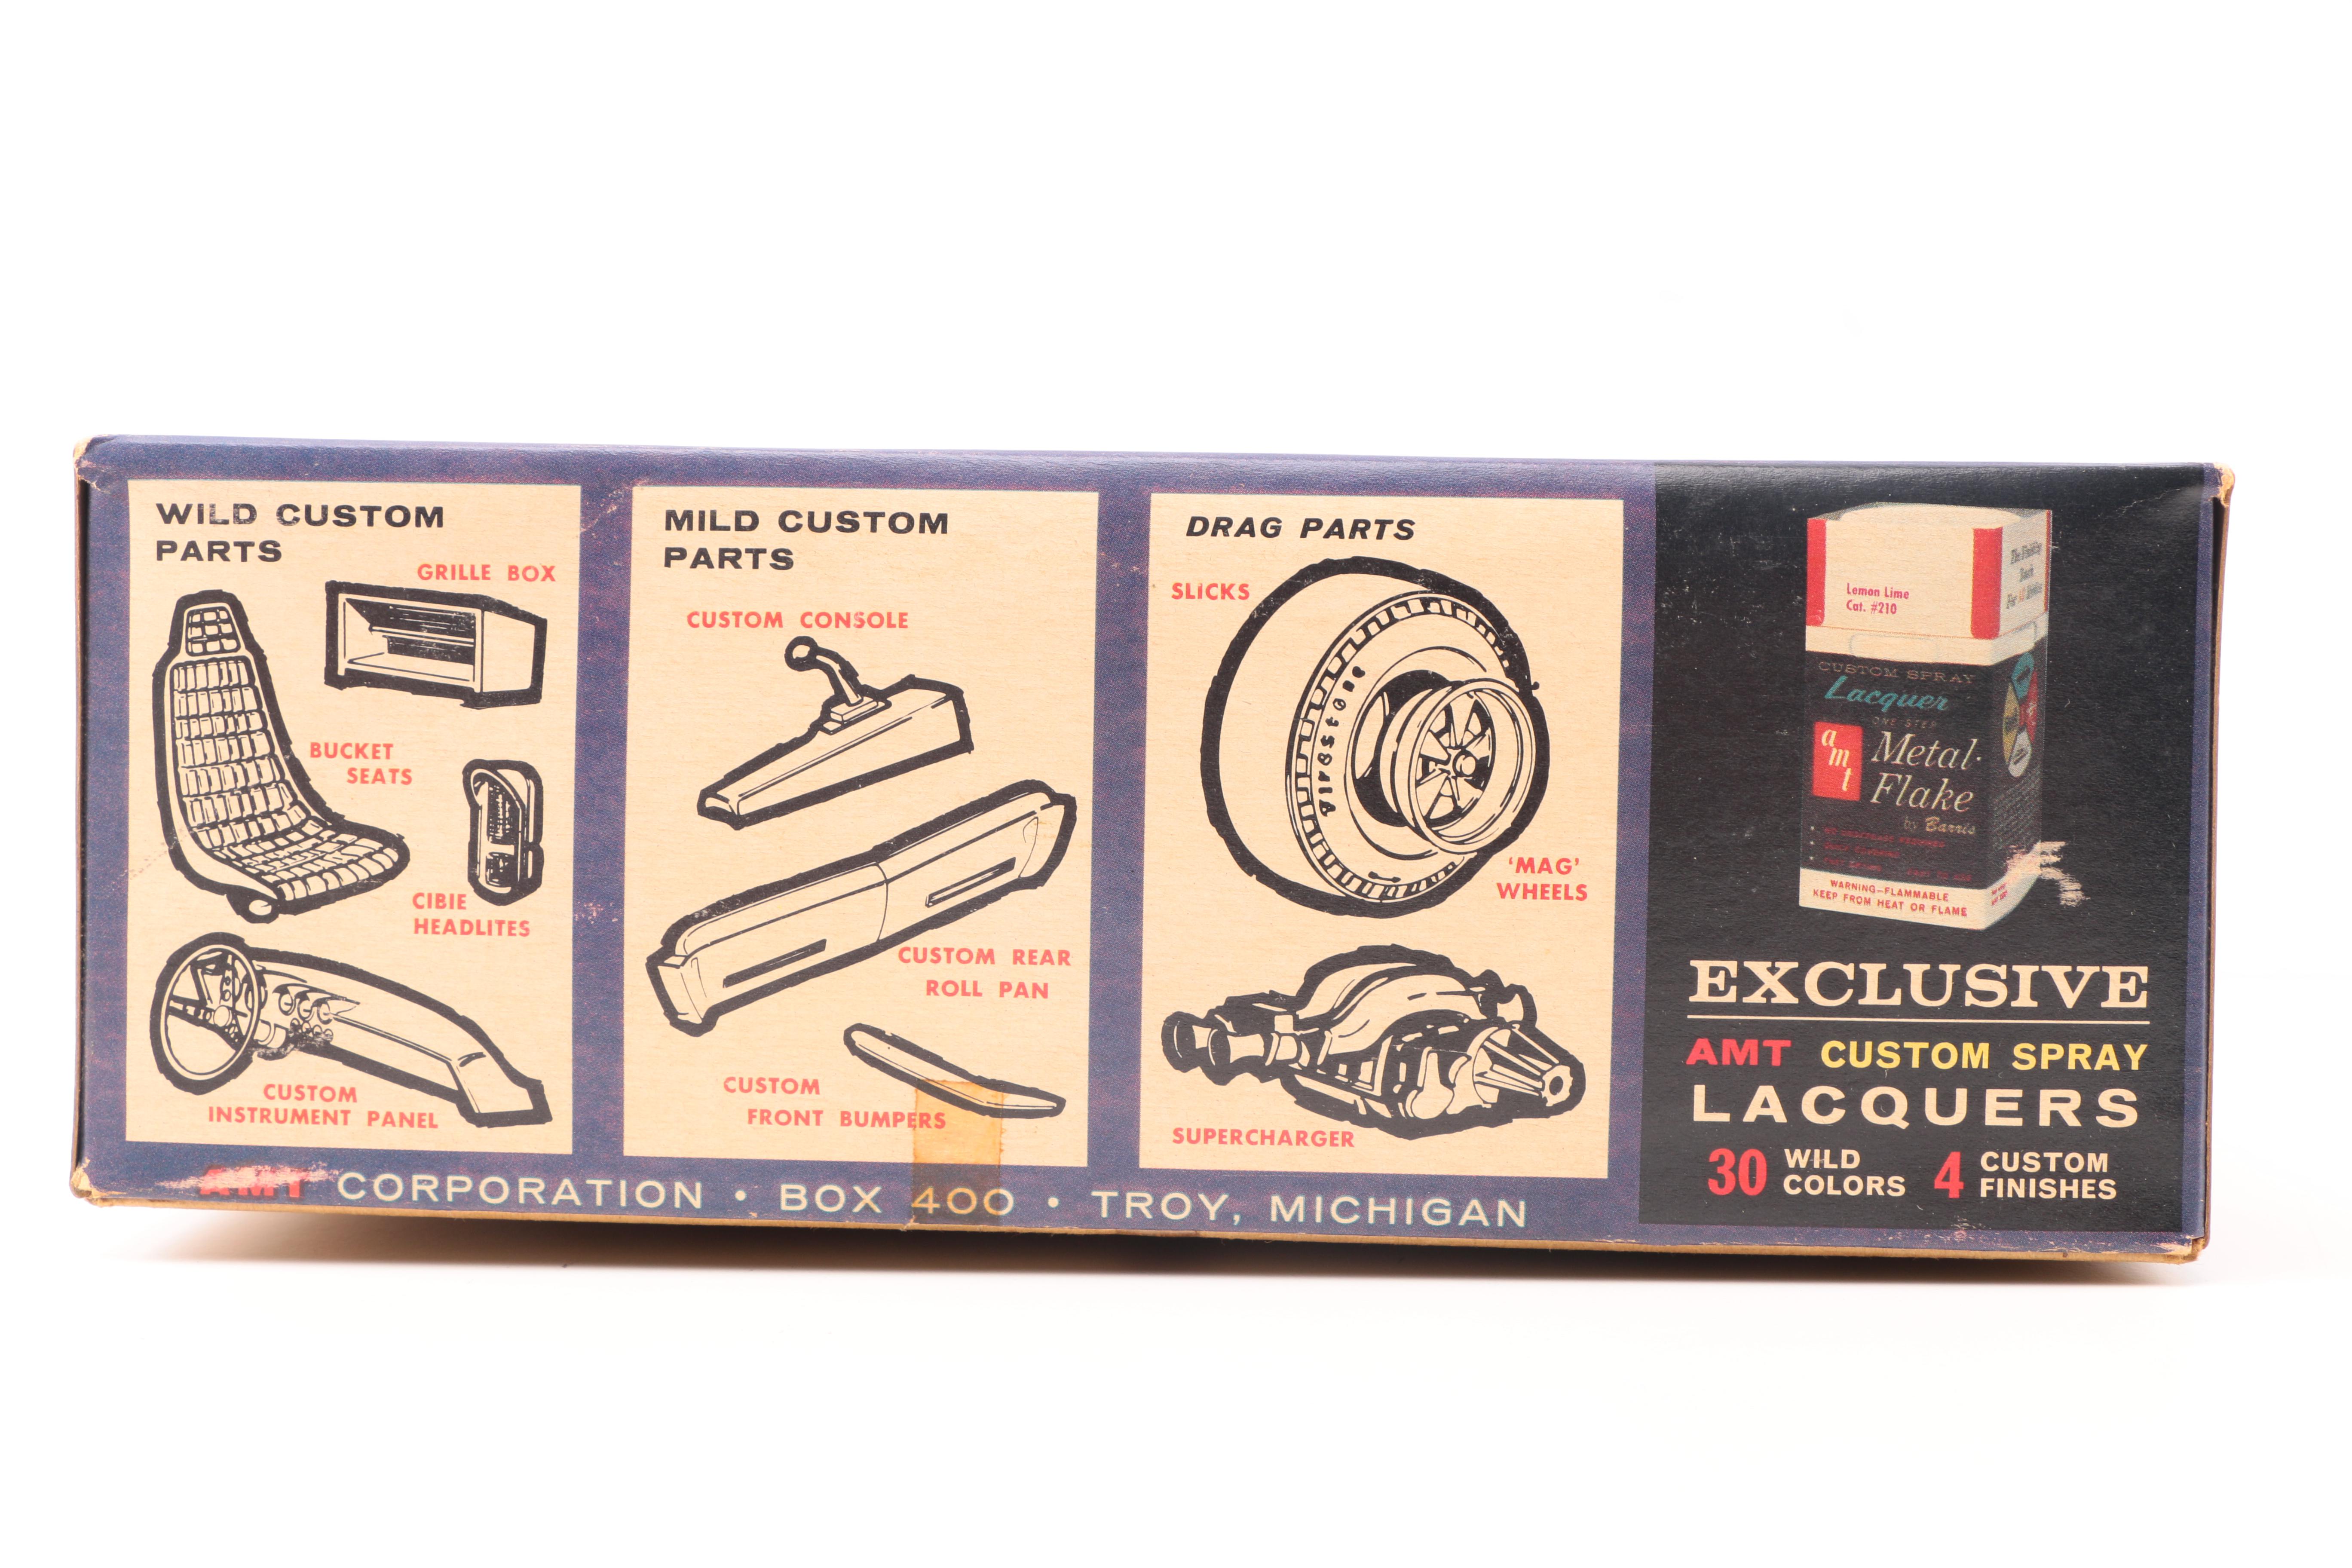 WILD CUSTOM
PARTS
GRILLE BOX
BUCKET
SEATS
CIBIE
HEADLITES
CUSTOM
INSTRUMENT PANEL
MILD CUSTOM
PARTS
CUSTOM CONSOLE
CUSTOM REAR
ROLL PAN
CUSTOM
FRONT BUMPERS
DRAG PARTS
SLICKS
Firestone
'MAG'
WHEELS
SUPERCHARGER
AMT CORPORATION • BOX 400 • TROY, MICHIGAN
Lemon Lime
Cat. #210
CUSTOM SPRAY
Lacquer
ONE STEP
amt
Metal-
Flake
by Barris
WARNING—FLAMMABLE
KEEP FROM HEAT OR FLAME
EXCLUSIVE
AMT CUSTOM SPRAY
LACQUERS
30 WILD COLORS 4 CUSTOM FINISHES